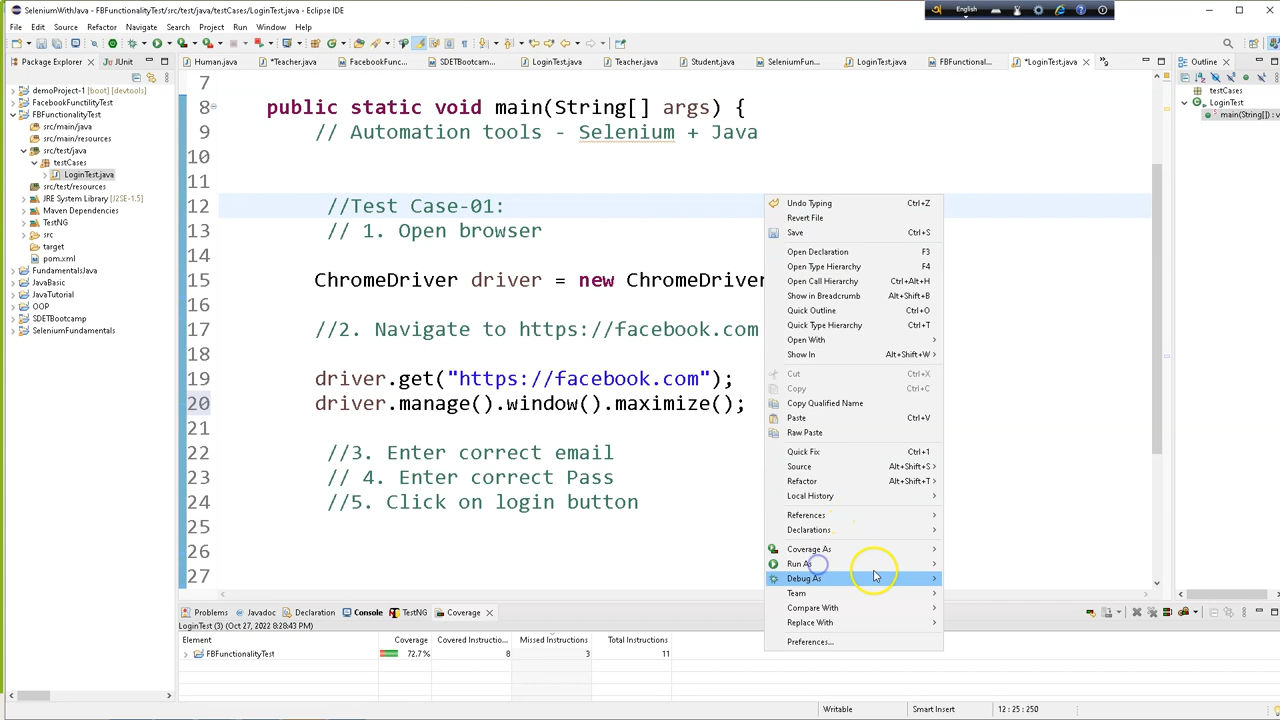 SeleniumWithJava - FBFunctionalityTest/src/test/java/testCases/LoginTest.java - Eclipse IDE
English
File Edit Source Refactor Navigate Search Project Run Window Help
Package Explorer
JUnit
Human.java
*Teacher.java
FacebookFunc...
SDETBootcamp...
LoginTest.java
Teacher.java
Student.java
SeleniumFun...
LoginTest.java
FBFunctional...
*LoginTest.java
Outline
demoProject-1 [boot] [devtools]
FacebookFunctilityTest
FBFunctionalityTest
src/main/java
src/main/resources
src/test/java
testCases
LoginTest.java
src/test/resources
JRE System Library [J2SE-1.5]
Maven Dependencies
TestNG
src
target
pom.xml
FundamentalsJava
JavaBasic
JavaTutorial
OOP
SDETBootcamp
SeleniumFundamentals
7
8 public static void main(String[] args) {
9 // Automation tools - Selenium + Java
10
11
12 //Test Case-01:
13 // 1. Open browser
14
15 ChromeDriver driver = new ChromeDriver
16
17 //2. Navigate to https://facebook.com
18
19 driver.get("https://facebook.com");
20 driver.manage().window().maximize();
21
22 //3. Enter correct email
23 // 4. Enter correct Pass
24 //5. Click on login button
25
26
27
Undo Typing Ctrl+Z
Revert File
Save Ctrl+S
Open Declaration F3
Open Type Hierarchy F4
Open Call Hierarchy Ctrl+Alt+H
Show in Breadcrumb Alt+Shift+B
Quick Outline Ctrl+O
Quick Type Hierarchy Ctrl+T
Open With
Show In Alt+Shift+W
Cut Ctrl+X
Copy Ctrl+C
Copy Qualified Name
Paste Ctrl+V
Raw Paste
Quick Fix Ctrl+1
Source Alt+Shift+S
Refactor Alt+Shift+T
Local History
References
Declarations
Coverage As
Run As
Debug As
Team
Compare With
Replace With
Preferences...
testCases
LoginTest
main(String[]) : v
Problems Javadoc Declaration Console TestNG Coverage
LoginTest (3) (Oct 27, 2022 8:28:43 PM)
Element Coverage Covered Instructio... Missed Instructions Total Instructions
FBFunctionalityTest 72.7 % 8 3 11
Writable Smart Insert 12 : 25 : 250